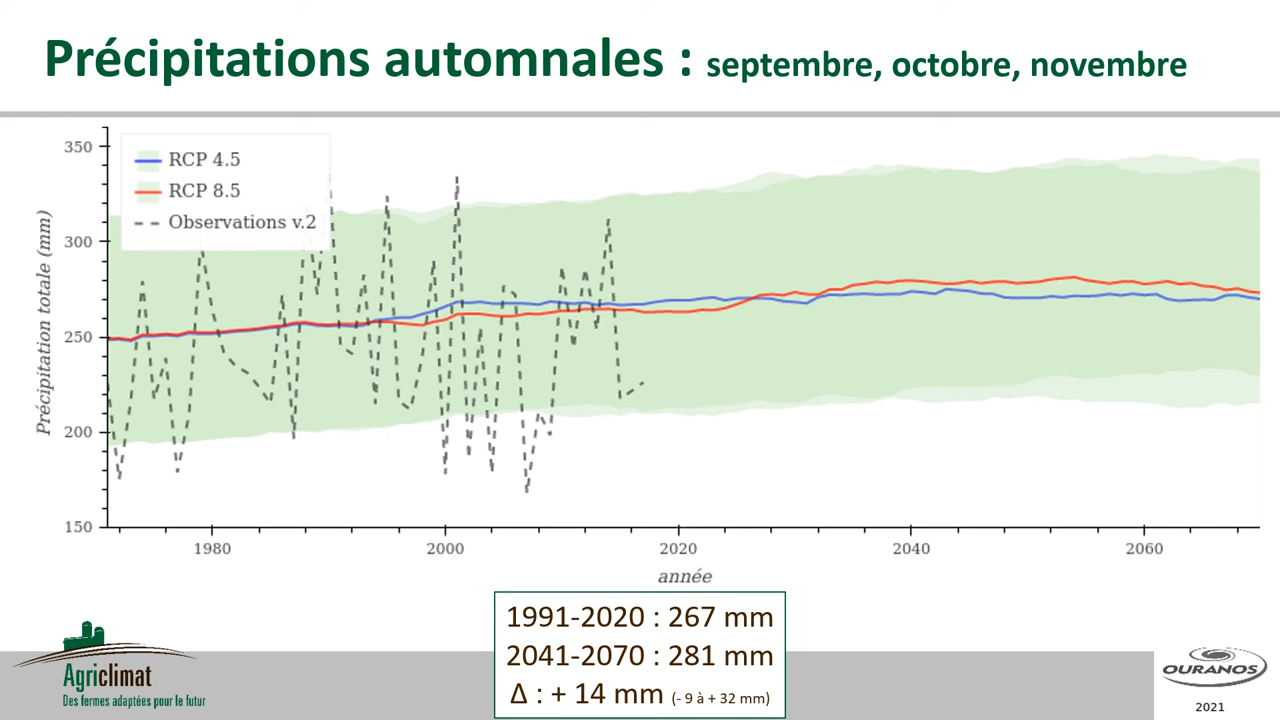 Précipitations automnales : septembre, octobre, novembre
350
300
250
200
150
Précipitation totale (mm)
RCP 4.5
RCP 8.5
Observations v.2
1980
2000
2020
2040
2060
année
1991-2020 : 267 mm
2041-2070 : 281 mm
Δ : + 14 mm (- 9 à + 32 mm)
Agriclimat
Des fermes adaptées pour le futur
OURANOS
2021